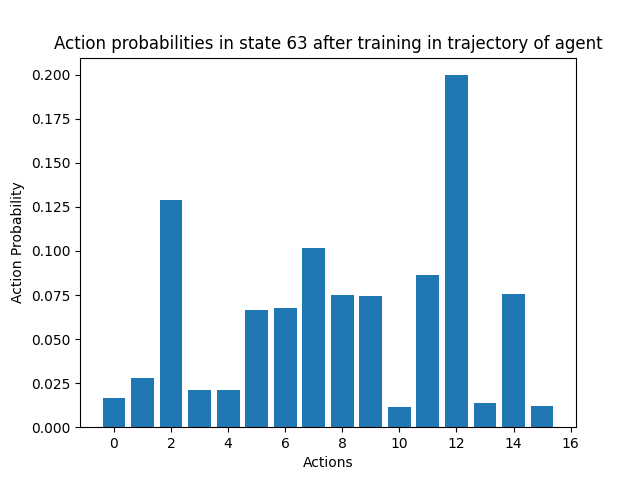 Action probabilities in state 63 after training in trajectory of agent
0.200
0.175
0.150
0.125
0.100
0.075
0.050
0.025
0.000
Action Probability
0 2 4 6 8 10 12 14 16
Actions